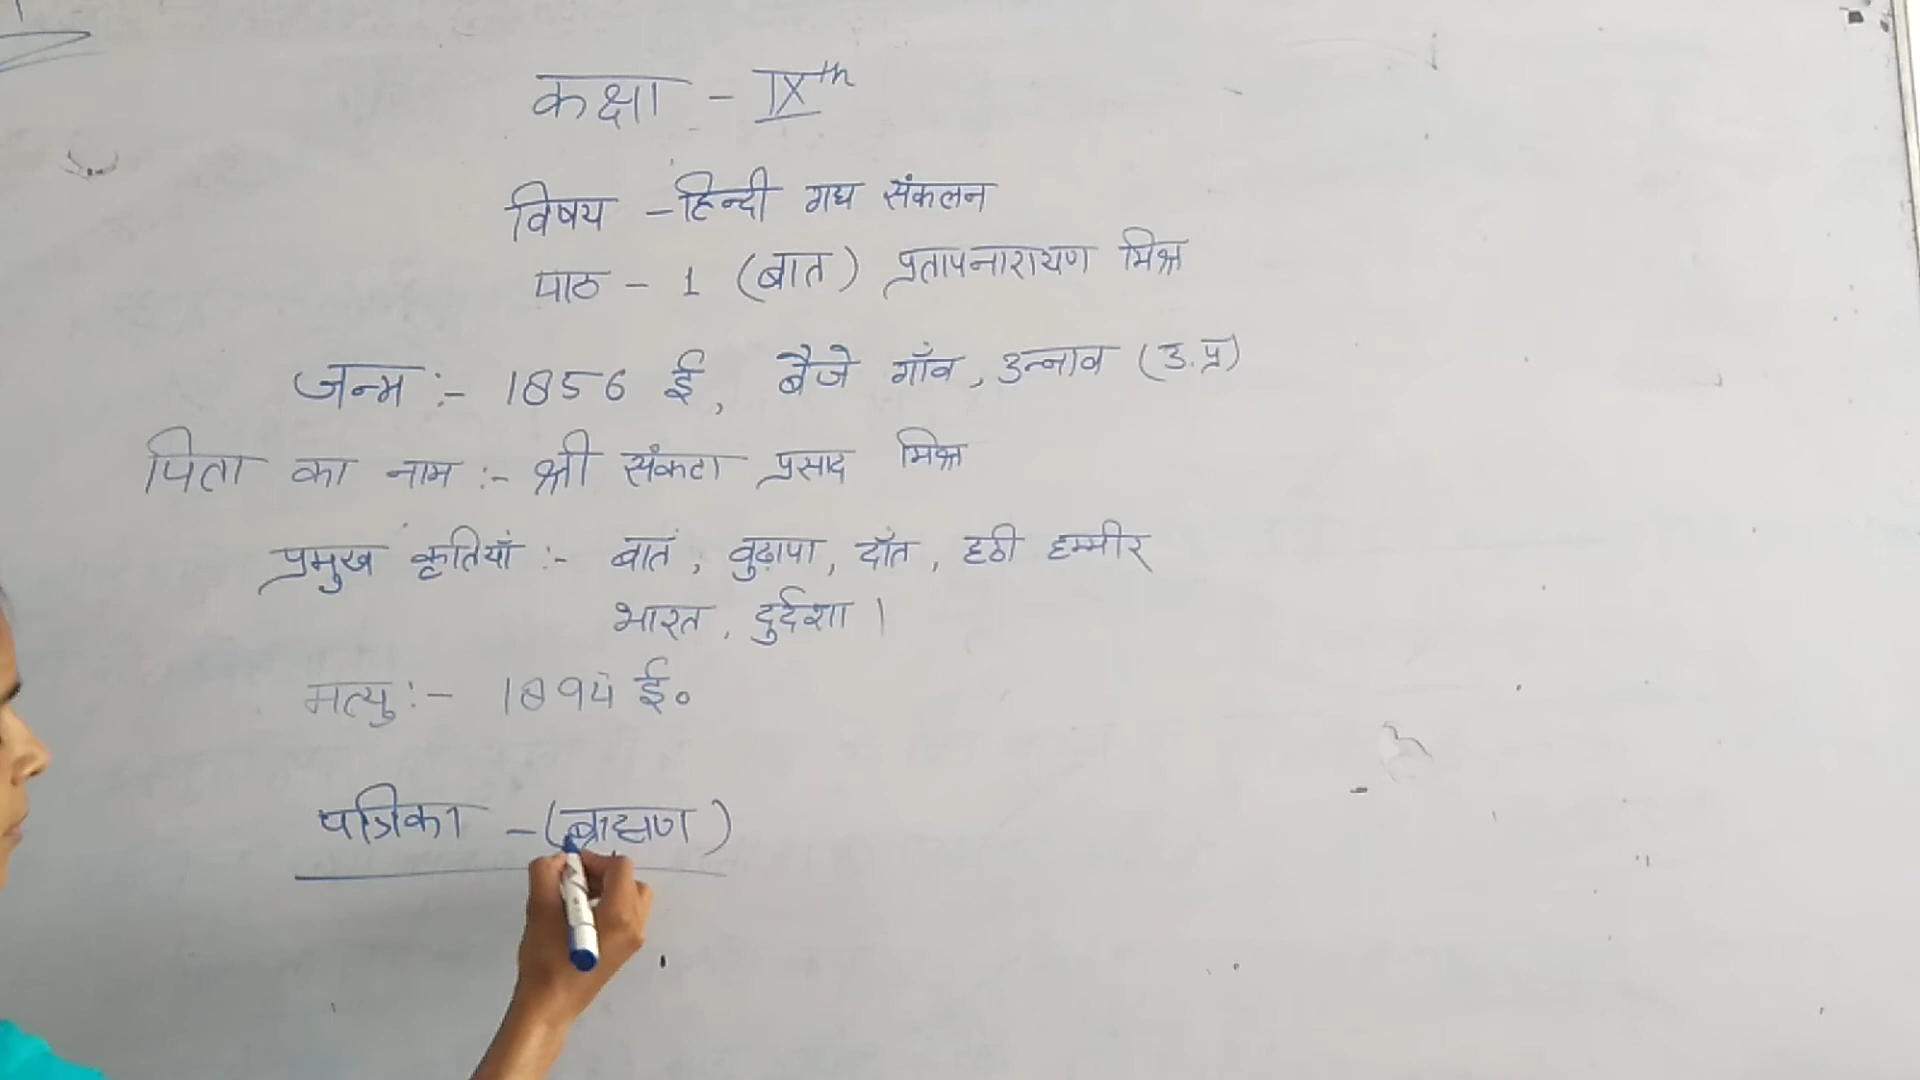 कक्षा - IXth
विषय - हिन्दी गद्य संकलन
पाठ - 1 (बात) प्रतापनारायण मिश्र
जन्म :- 1856 ई, बैजे गाँव, उन्नाव (उ.प्र)
पिता का नाम :- श्री संकटा प्रसाद मिश्र
प्रमुख कृतियाँ :- बातं, बुढ़ापा, दाँत, हठी हम्मीर
भारत, दुर्दशा।
मत्यु :- 1894 ई०
पत्रिका - (ब्राह्मण)